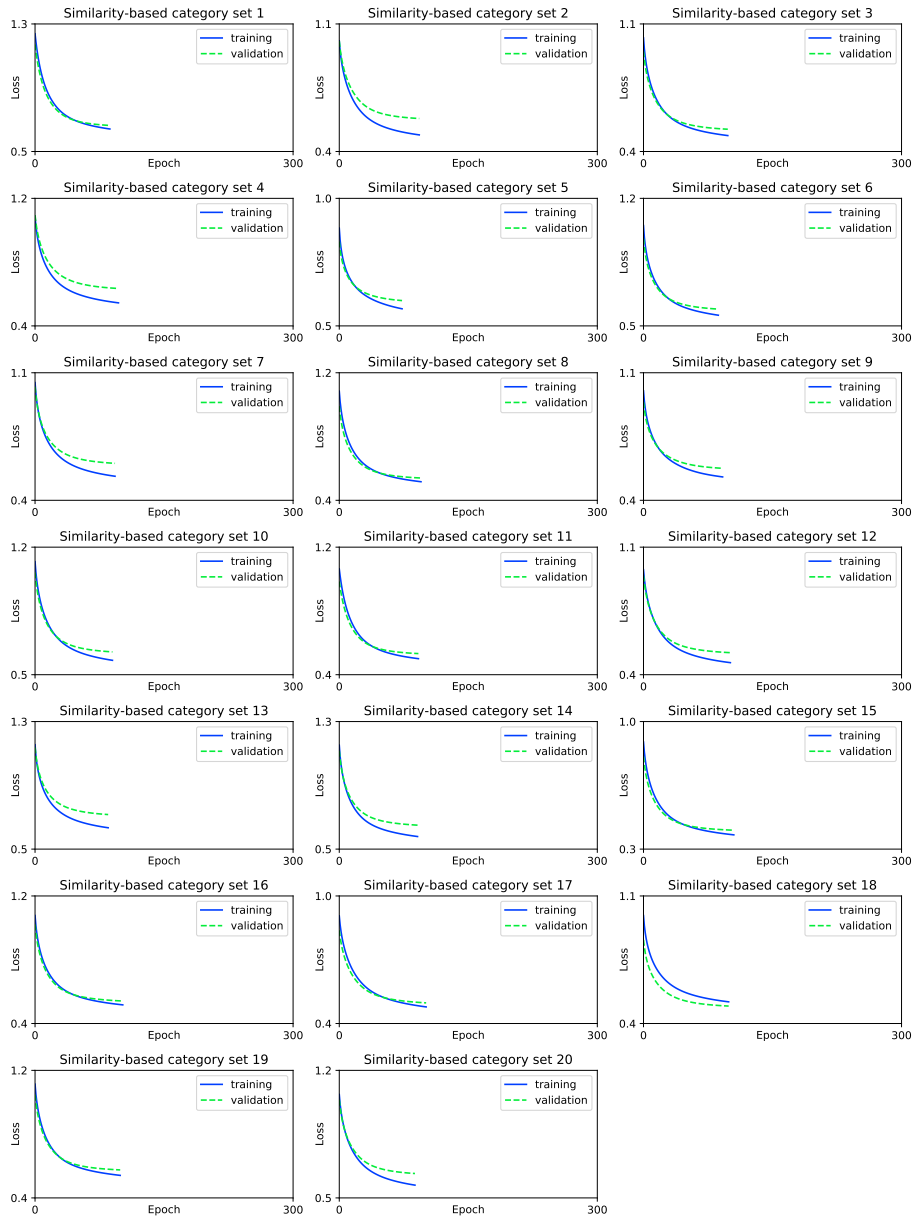 Similarity-based category set 1
1.3
Loss
0.5
0
Epoch
300
training
validation
Similarity-based category set 2
1.1
0.4
0
Epoch
300
training
validation
Similarity-based category set 3
1.1
Loss
0.4
0
Epoch
300
training
validation
Similarity-based category set 4
1.2
Loss
0.4
0
Epoch
300
training
validation
Similarity-based category set 5
1.0
Loss
0.5
0
Epoch
300
training
validation
Similarity-based category set 6
1.2
Loss
0.5
0
Epoch
300
training
validation
Similarity-based category set 7
1.1
Loss
0.4
0
Epoch
300
training
validation
Similarity-based category set 8
1.2
Loss
0.4
0
Epoch
300
training
validation
Similarity-based category set 9
1.1
Loss
0.4
0
Epoch
300
training
validation
Similarity-based category set 10
1.2
Loss
0.5
0
Epoch
300
training
validation
Similarity-based category set 11
1.2
Loss
0.4
0
Epoch
300
training
validation
Similarity-based category set 12
1.1
Loss
0.4
0
Epoch
300
training
validation
Similarity-based category set 13
1.3
Loss
0.5
0
Epoch
300
training
validation
Similarity-based category set 14
1.3
Loss
0.5
0
Epoch
300
training
validation
Similarity-based category set 15
1.0
Loss
0.3
0
Epoch
300
training
validation
Similarity-based category set 16
1.2
Loss
0.4
0
Epoch
300
training
validation
Similarity-based category set 17
1.0
Loss
0.4
0
Epoch
300
training
validation
Similarity-based category set 18
1.1
Loss
0.4
0
Epoch
300
training
validation
Similarity-based category set 19
1.2
Loss
0.4
0
Epoch
300
training
validation
Similarity-based category set 20
1.2
Loss
0.5
0
Epoch
300
training
validation